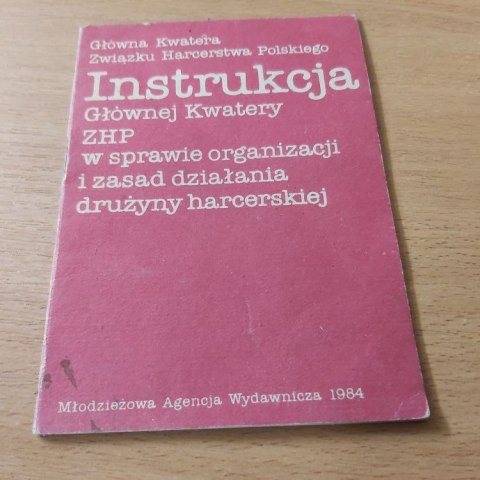 Główna Kwatera
Związku Harcerstwa Polskiego
Instrukcja
Głównej Kwatery
ZHP
w sprawie organizacji
i zasad działania
drużyny harcerskiej
Młodzieżowa Agencja Wydawnicza 1984